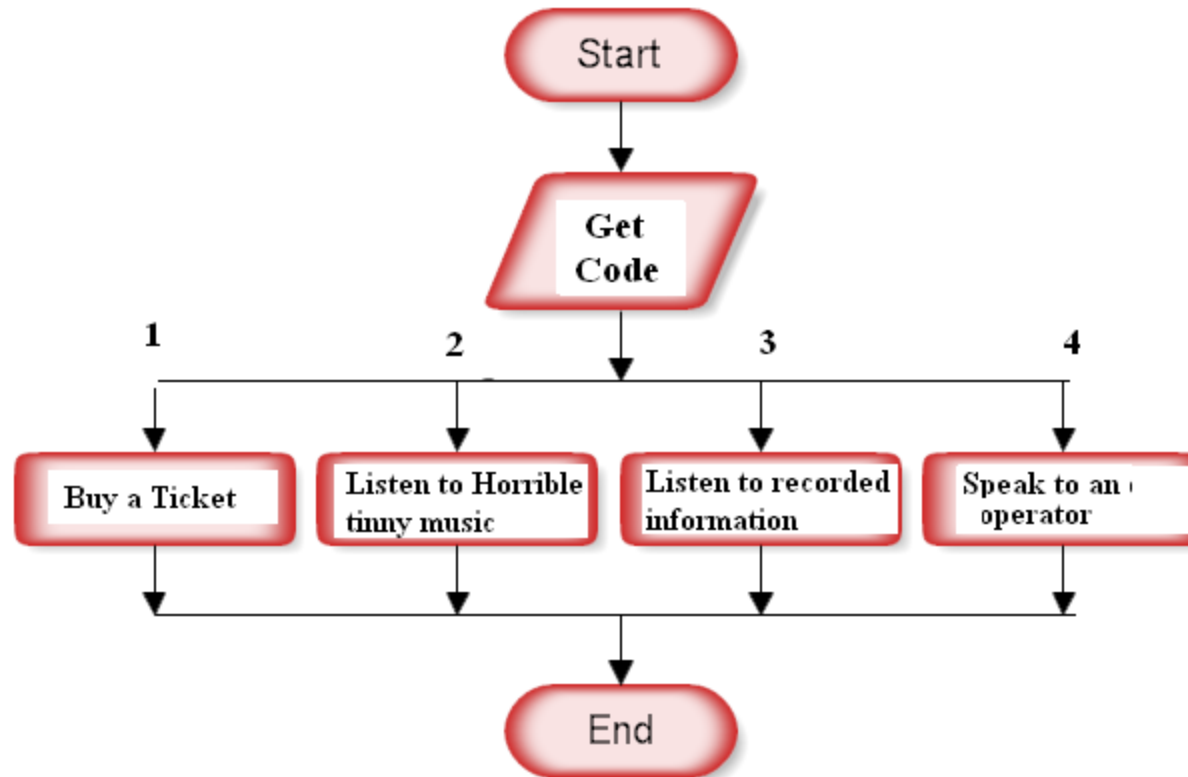 Start
Get
Code
1
2
3
4
Buy a Ticket
Listen to Horrible
tinny music
Listen to recorded
information
Speak to an
operator
End